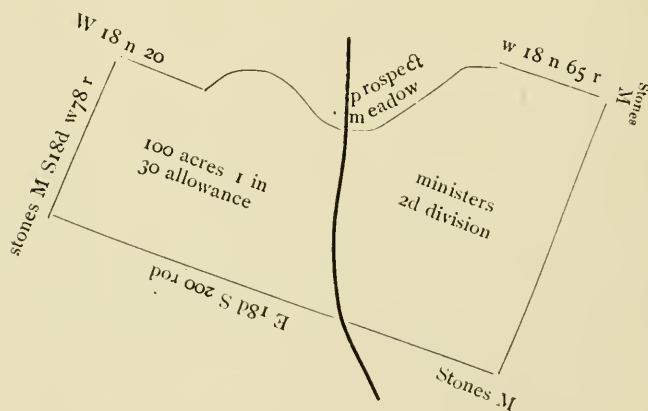 W 18 n 20
prospect
meadow
w 18 n 65 r
Stones
M
stones M S18d w78 r
100 acres 1 in
30 allowance
ministers
2d division
E 18d S 200 rod
Stones M